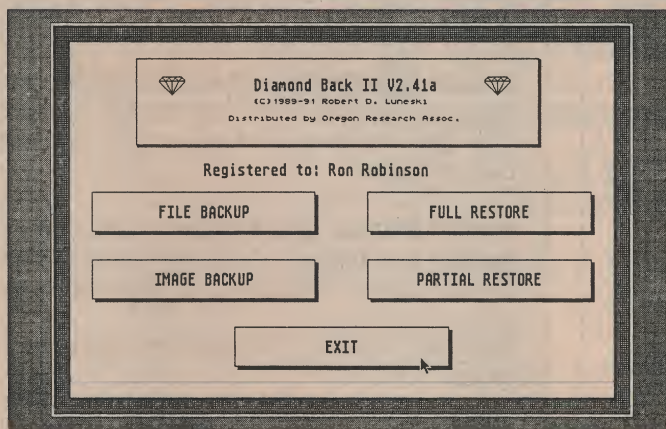 Diamond Back II V2.41a
(C)1989-91 Robert D. Luneski
Distributed by Oregon Research Assoc.
Registered to: Ron Robinson
FILE BACKUP
FULL RESTORE
IMAGE BACKUP
PARTIAL RESTORE
EXIT